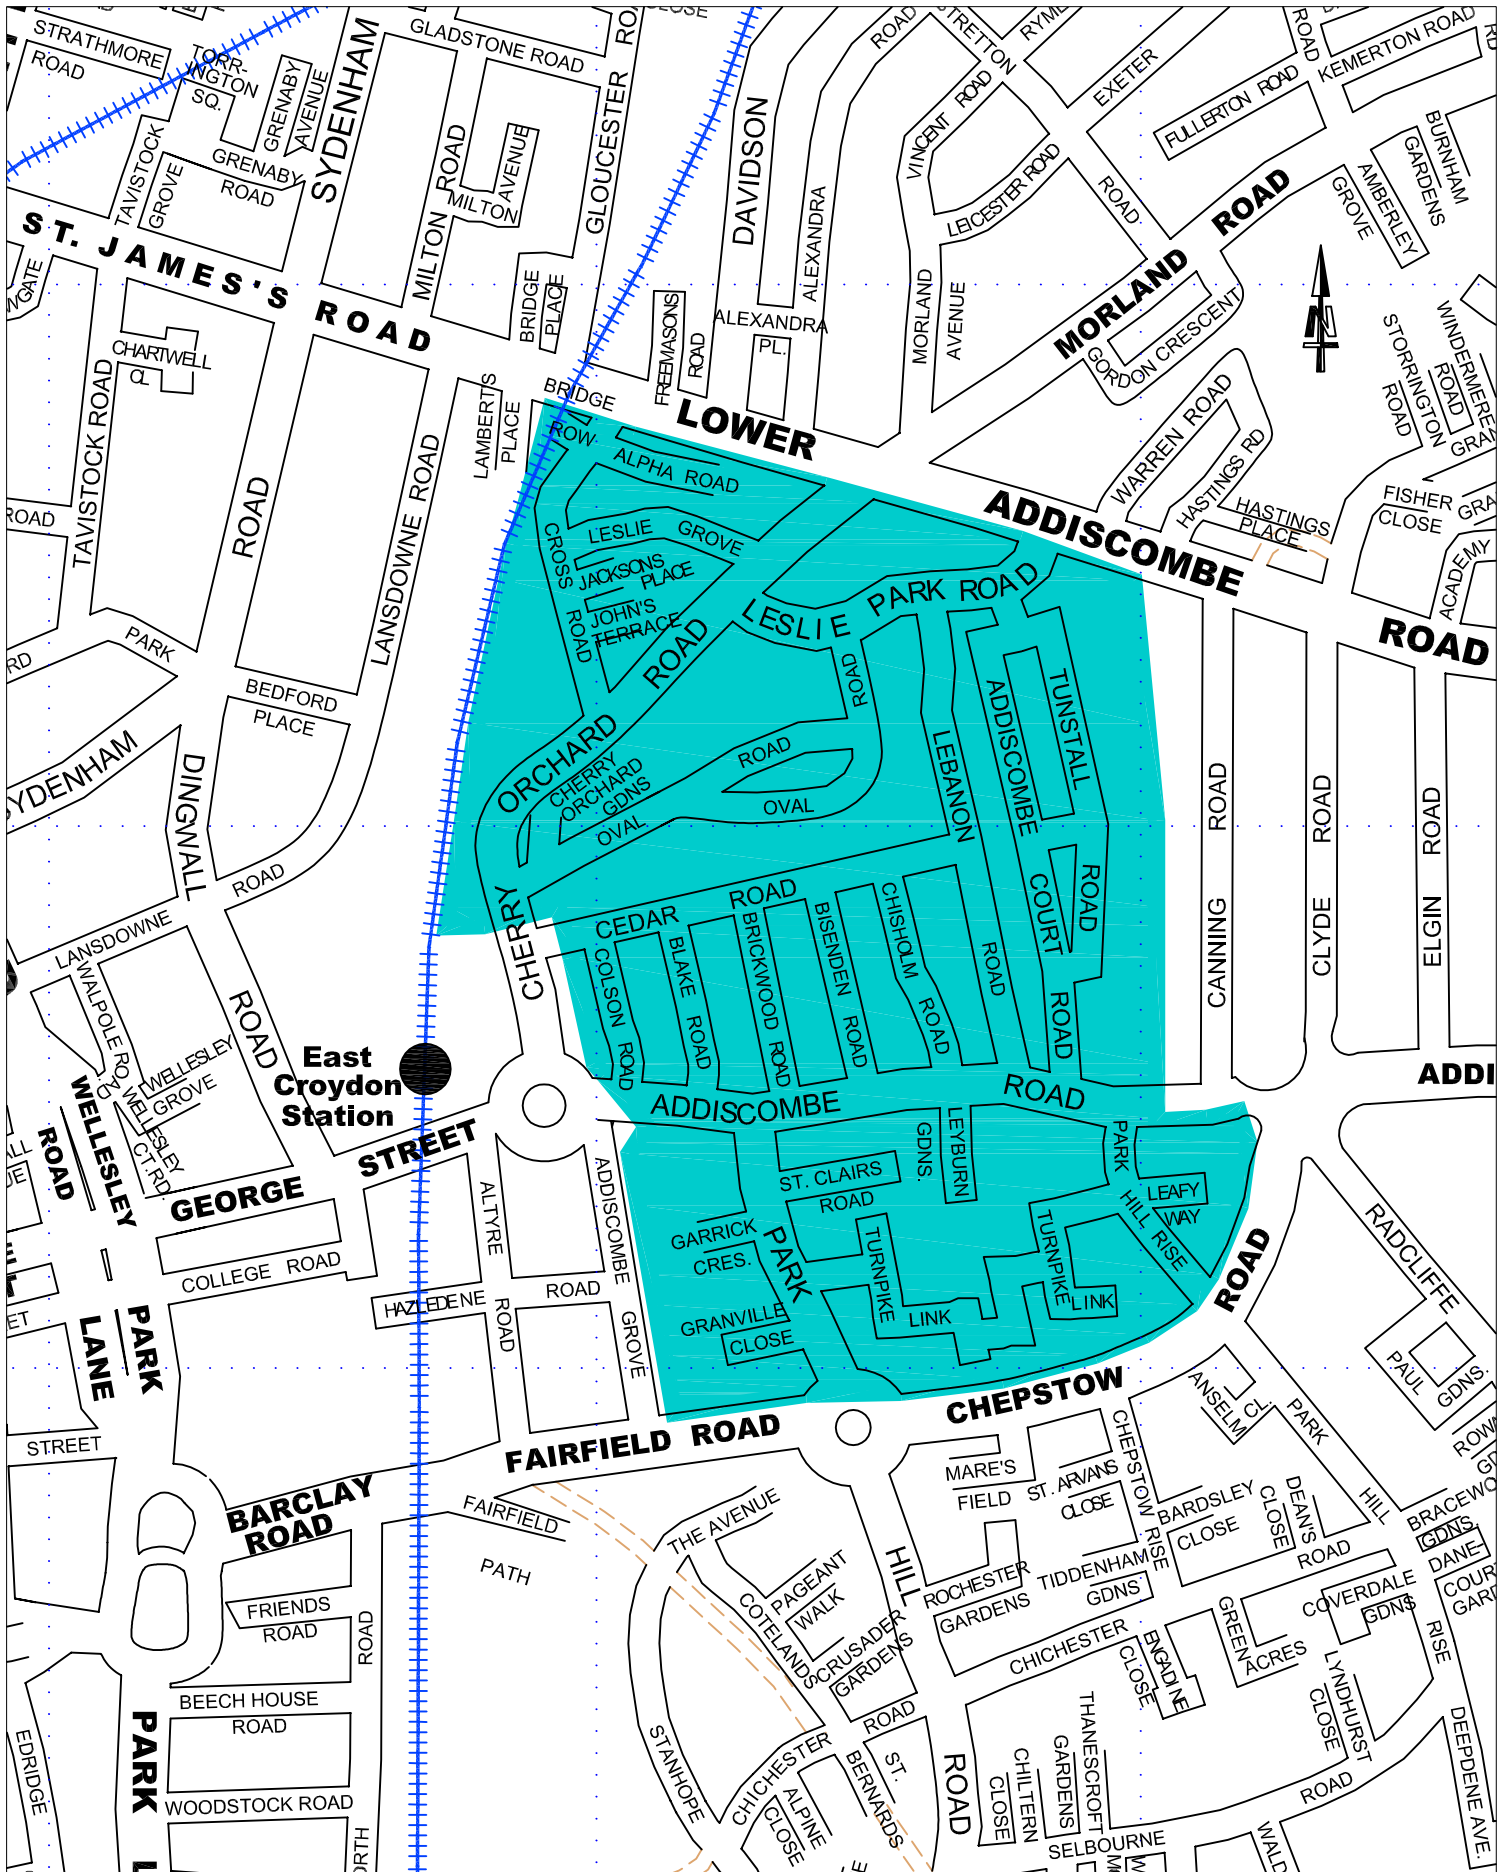 STRATHMORE
ROAD
TORR-
INGTON
SQ.
GRENABY
AVENUE
SYDENHAM
GLADSTONE ROAD
CLOSE
ROAD
STRETTON
EXETER
ROAD
KEMERTON ROAD
FULLERTON ROAD
TAVISTOCK
GROVE
GRENABY
ROAD
MILTON ROAD
MILTON
AVENUE
GLOUCESTER
DAVIDSON
ALEXANDRA
VINCENT ROAD
LEICESTER ROAD
ROAD
MORLAND ROAD
BURNHAM
GARDENS
AMBERLEY
GROVE
ST. JAMES'S ROAD
BRIDGE
PLACE
FREEMASONS
ROAD
ALEXANDRA
PL.
MORLAND
AVENUE
GORDON CRESCENT
N
STORRINGTON
ROAD
WINDERMERE
ROAD
CHARTWELL
CL
TAVISTOCK ROAD
ROAD
LANSDOWNE ROAD
LAMBERT'S
PLACE
BRIDGE
ROW
LOWER
ADDISCOMBE
ROAD
WARREN ROAD
HASTINGS RD
HASTINGS
PLACE
FISHER
CLOSE
ACADEMY
ROAD
ALPHA ROAD
LESLIE GROVE
CROSS
ROAD
JACKSONS
PLACE
JOHN'S
TERRACE
LESLIE PARK ROAD
CHERRY ORCHARD ROAD
PARK
BEDFORD
PLACE
SYDENHAM
DINGWALL
ROAD
LANSDOWNE
ROAD
CHERRY
ORCHARD
GDNS
OVAL
ROAD
ROAD
OVAL
LEBANON
ROAD
ADDISCOMBE
COURT
ROAD
TUNSTALL
ROAD
CANNING ROAD
CLYDE ROAD
ELGIN ROAD
CEDAR ROAD
COLSON ROAD
BLAKE ROAD
BRICKWOOD ROAD
BISENDEN
ROAD
CHISHOLM
ROAD
WALPOLE ROAD
WELLESLEY
GROVE
WELLESLEY
CT.RD
WELLESLEY
ROAD
East
Croydon
Station
GEORGE STREET
ADDISCOMBE ROAD
ADDI
COLLEGE ROAD
ALTYRE
ROAD
HAZLEDENE
ROAD
ADDISCOMBE
GROVE
ST. CLAIRS
ROAD
LEYBURN
GDNS.
PARK
HILL RISE
LEAFY
WAY
GARRICK
CRES.
PARK
TURNPIKE
LINK
TURNPIKE
LINK
GRANVILLE
CLOSE
RADCLIFFE
PARK
LANE
STREET
FAIRFIELD ROAD
CHEPSTOW
ROAD
PAUL
GDNS.
ANSELM
CL.
PARK
HILL
RISE
BARCLAY
ROAD
FAIRFIELD
PATH
THE AVENUE
MARE'S
FIELD
ST. ARVANS
CLOSE
CHEPSTOW RISE
BARDSLEY
CLOSE
DEAN'S
CLOSE
GDNS.
DANE-
FRIENDS
ROAD
ROAD
COTELANDS
PAGEANT
WALK
CRUSADER
GARDENS
HILL
ROCHESTER
GARDENS
TIDDENHAM
GDNS
CHICHESTER
ROAD
COVERDALE
GDNS
GREEN
ACRES
ENGADINE
CLOSE
LYNDHURST
CLOSE
BEECH HOUSE
ROAD
PARK L
EDRIDGE
WOODSTOCK ROAD
STANHOPE
CHICHESTER
ROAD
ALPINE
CLOSE
ST.
BERNARDS
ROAD
CHILTERN
CLOSE
THANESCROFT
GARDENS
SELBOURNE
ROAD
DEEPDENE AVE.